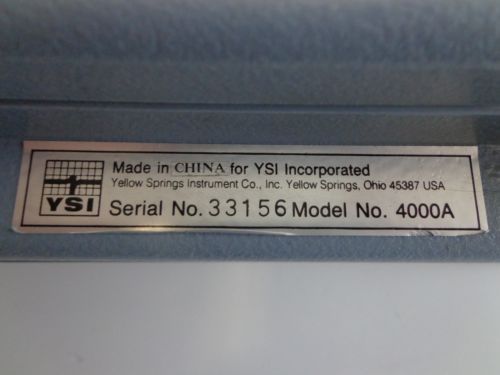 YSI
Made in CHINA for YSI Incorporated
Yellow Springs Instrument Co., Inc. Yellow Springs, Ohio 45387 USA
Serial No. 33156 Model No. 4000A